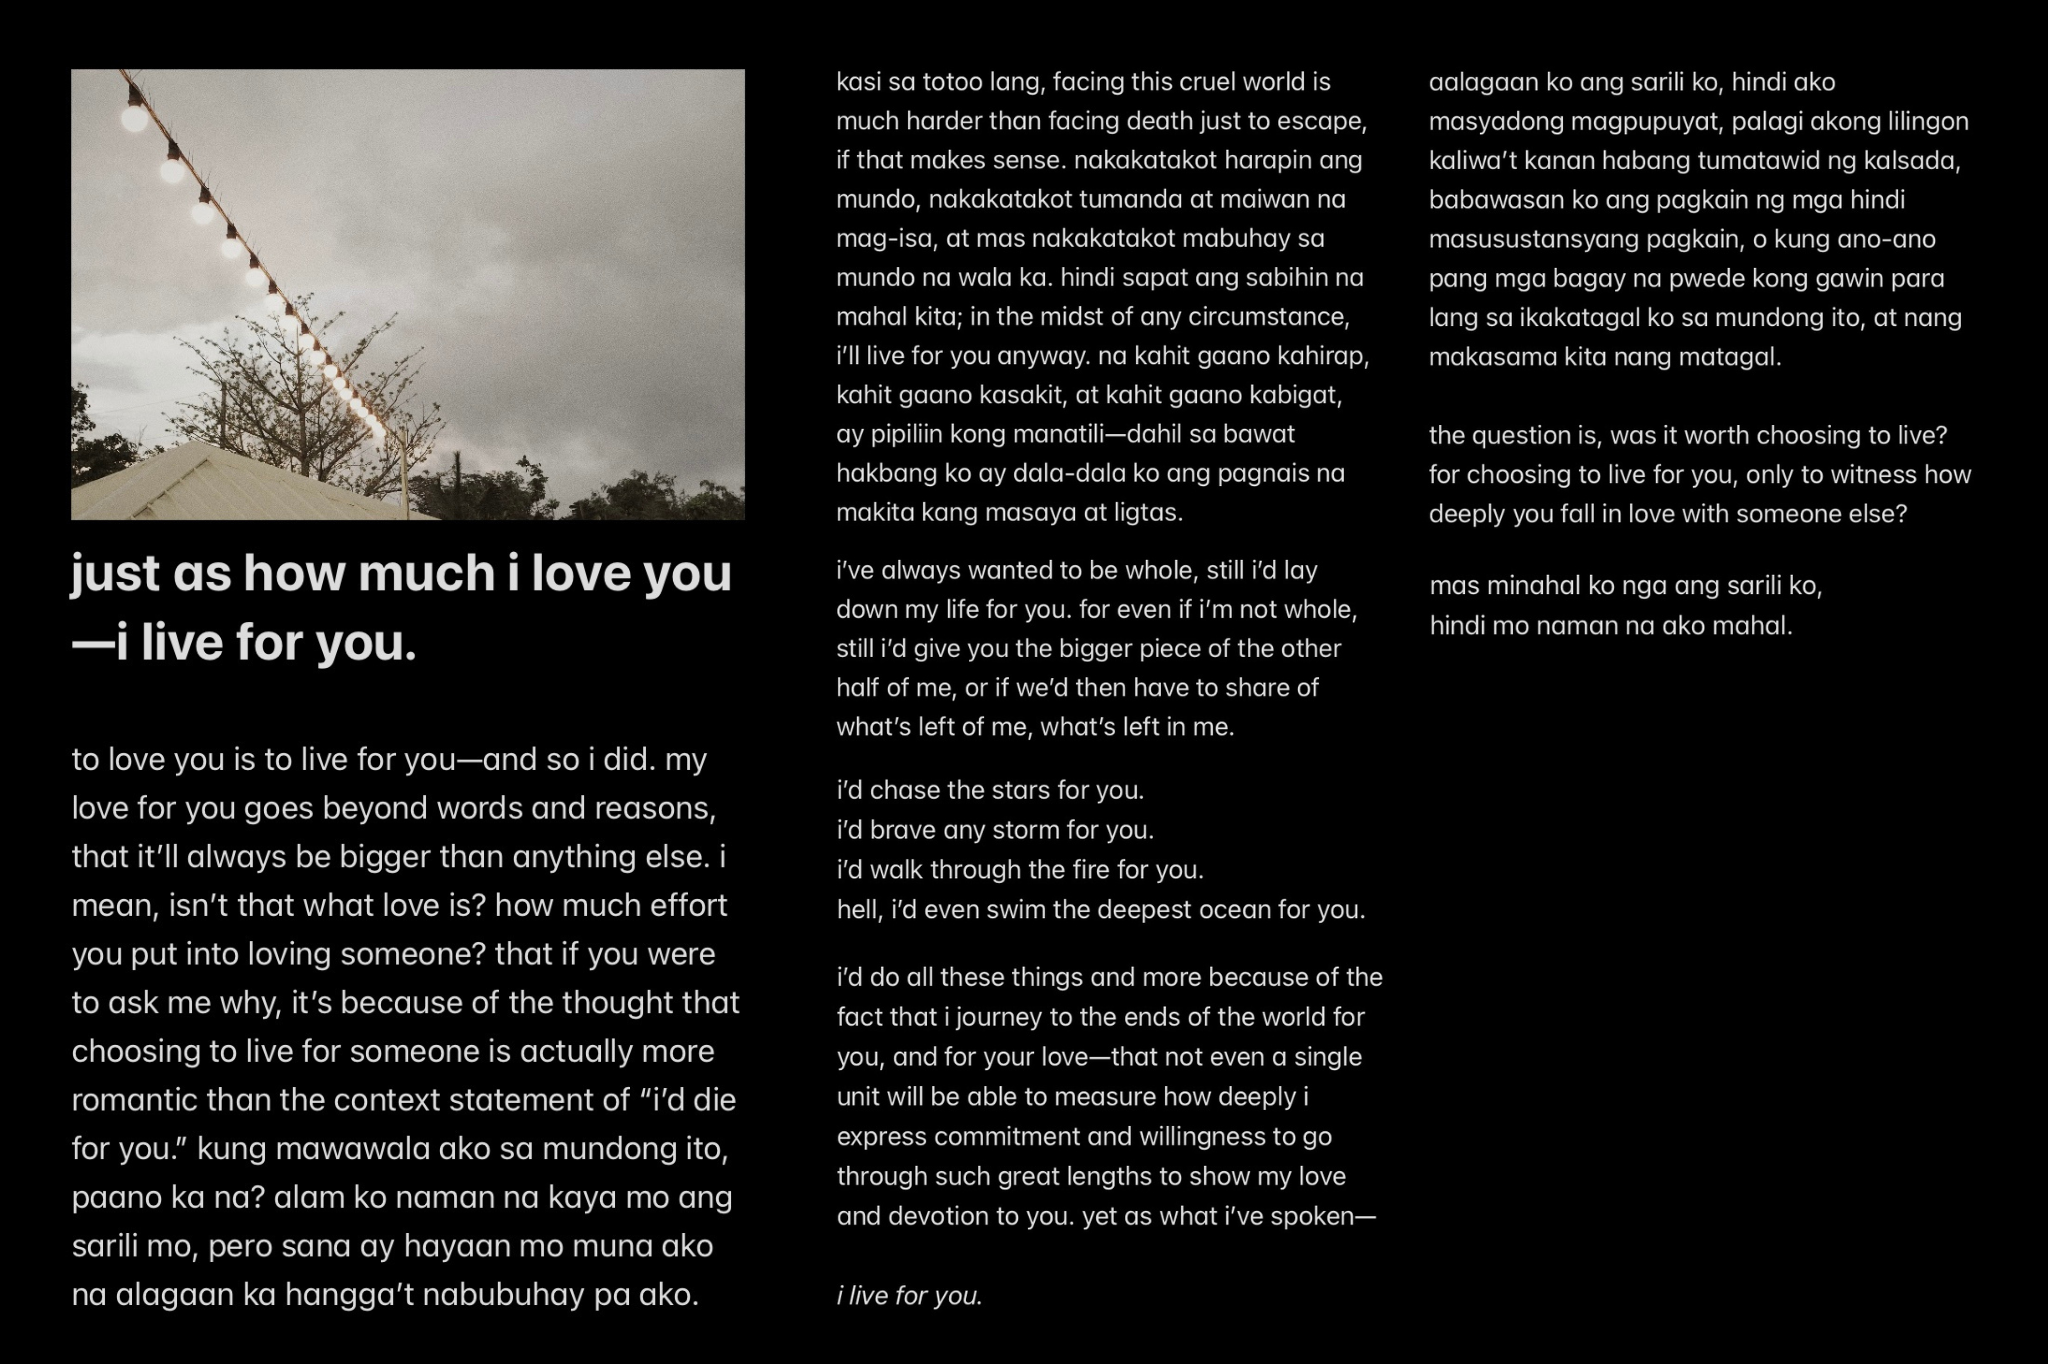 just as how much i love you
—i live for you.
to love you is to live for you—and so i did. my
love for you goes beyond words and reasons,
that it’ll always be bigger than anything else. i
mean, isn’t that what love is? how much effort
you put into loving someone? that if you were
to ask me why, it’s because of the thought that
choosing to live for someone is actually more
romantic than the context statement of “i’d die
for you.” kung mawawala ako sa mundong ito,
paano ka na? alam ko naman na kaya mo ang
sarili mo, pero sana ay hayaan mo muna ako
na alagaan ka hangga’t nabubuhay pa ako.
kasi sa totoo lang, facing this cruel world is
much harder than facing death just to escape,
if that makes sense. nakakatakot harapin ang
mundo, nakakatakot tumanda at maiwan na
mag-isa, at mas nakakatakot mabuhay sa
mundo na wala ka. hindi sapat ang sabihin na
mahal kita; in the midst of any circumstance,
i’ll live for you anyway. na kahit gaano kahirap,
kahit gaano kasakit, at kahit gaano kabigat,
ay pipiliin kong manatili—dahil sa bawat
hakbang ko ay dala-dala ko ang pagnais na
makita kang masaya at ligtas.
i’ve always wanted to be whole, still i’d lay
down my life for you. for even if i’m not whole,
still i’d give you the bigger piece of the other
half of me, or if we’d then have to share of
what’s left of me, what’s left in me.
i’d chase the stars for you.
i’d brave any storm for you.
i’d walk through the fire for you.
hell, i’d even swim the deepest ocean for you.
i’d do all these things and more because of the
fact that i journey to the ends of the world for
you, and for your love—that not even a single
unit will be able to measure how deeply i
express commitment and willingness to go
through such great lengths to show my love
and devotion to you. yet as what i’ve spoken—
i live for you.
aalagaan ko ang sarili ko, hindi ako
masyadong magpupuyat, palagi akong lilingon
kaliwa’t kanan habang tumatawid ng kalsada,
babawasan ko ang pagkain ng mga hindi
masusustansyang pagkain, o kung ano-ano
pang mga bagay na pwede kong gawin para
lang sa ikakatagal ko sa mundong ito, at nang
makasama kita nang matagal.
the question is, was it worth choosing to live?
for choosing to live for you, only to witness how
deeply you fall in love with someone else?
mas minahal ko nga ang sarili ko,
hindi mo naman na ako mahal.